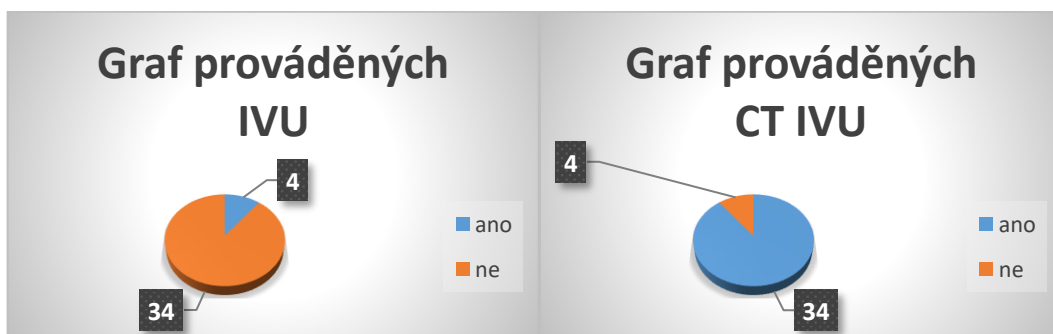 Graf prováděných
IVU
4
34
ano
ne
Graf prováděných
CT IVU
4
34
ano
ne